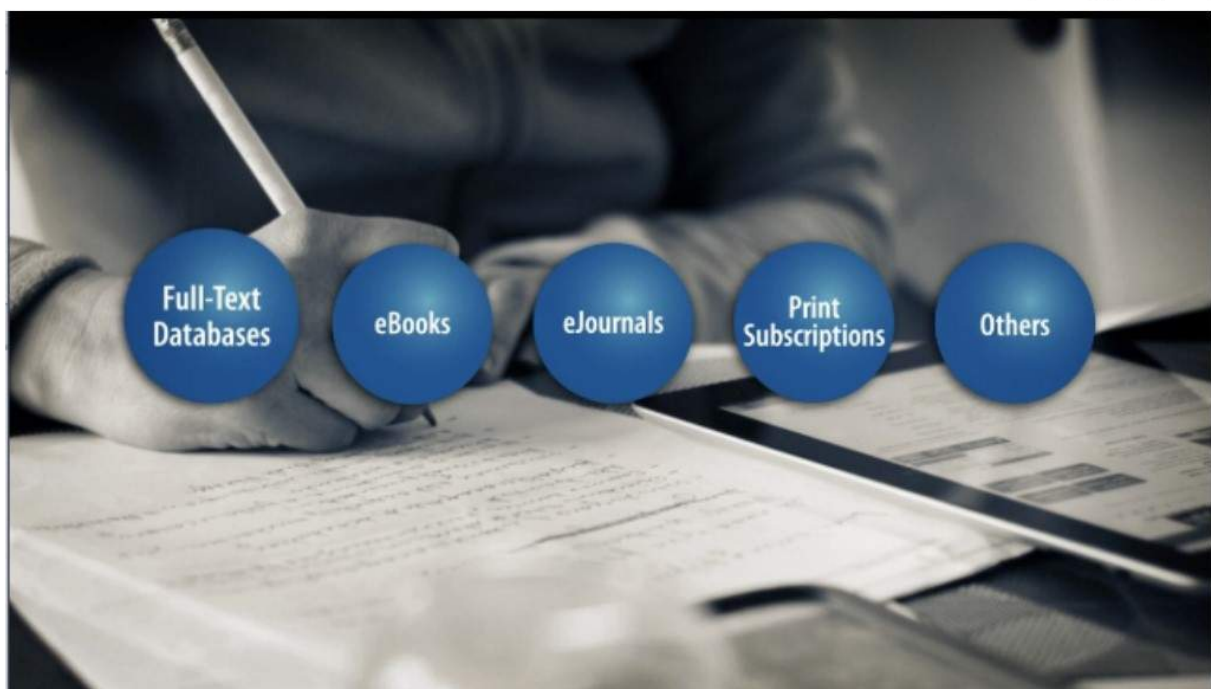 Full-Text
Databases
eBooks
eJournals
Print
Subscriptions
Others